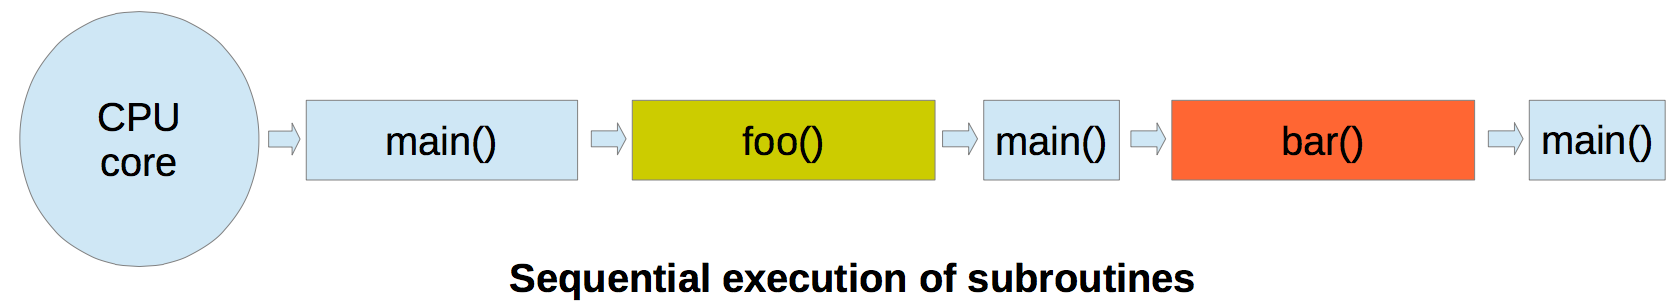 CPU
core
main()
foo()
main()
bar()
main()
Sequential execution of subroutines